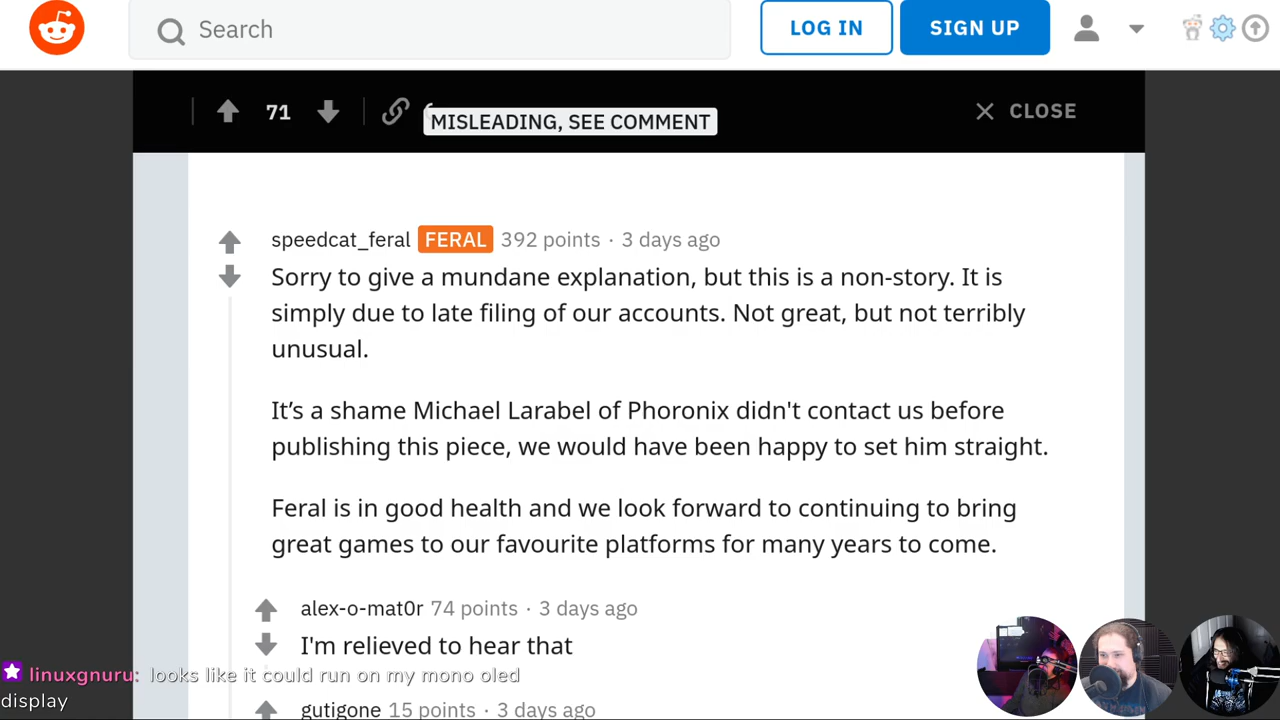 Search
LOG IN
SIGN UP
71
MISLEADING, SEE COMMENT
CLOSE
speedcat_feral FERAL 392 points · 3 days ago
Sorry to give a mundane explanation, but this is a non-story. It is
simply due to late filing of our accounts. Not great, but not terribly
unusual.
It’s a shame Michael Larabel of Phoronix didn't contact us before
publishing this piece, we would have been happy to set him straight.
Feral is in good health and we look forward to continuing to bring
great games to our favourite platforms for many years to come.
alex-o-mat0r 74 points · 3 days ago
I'm relieved to hear that
linuxgnuru: looks like it could run on my mono oled
display
gutigone 15 points · 3 days ago